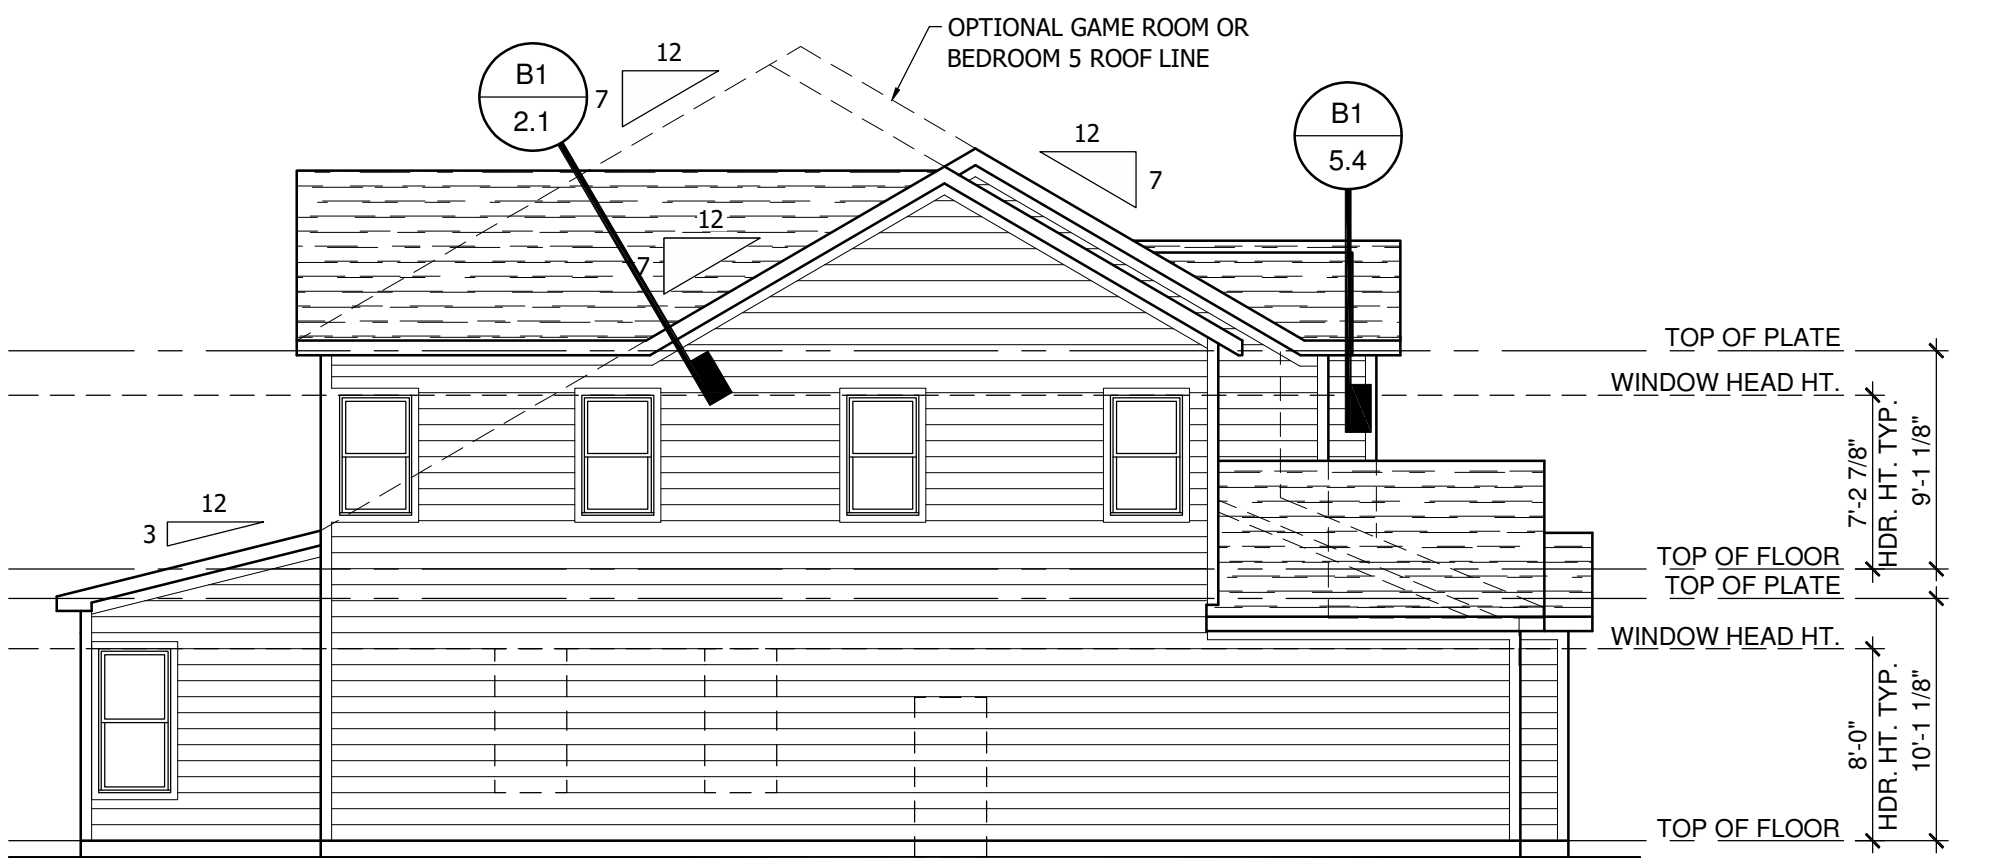 OPTIONAL GAME ROOM OR
BEDROOM 5 ROOF LINE
12
7
B1
2.1
12
7
B1
5.4
12
7
TOP OF PLATE
WINDOW HEAD HT.
7'-2 7/8"
HDR. HT. TYP.
9'-1 1/8"
12
3
TOP OF FLOOR
TOP OF PLATE
WINDOW HEAD HT.
8'-0"
HDR. HT. TYP.
10'-1 1/8"
TOP OF FLOOR